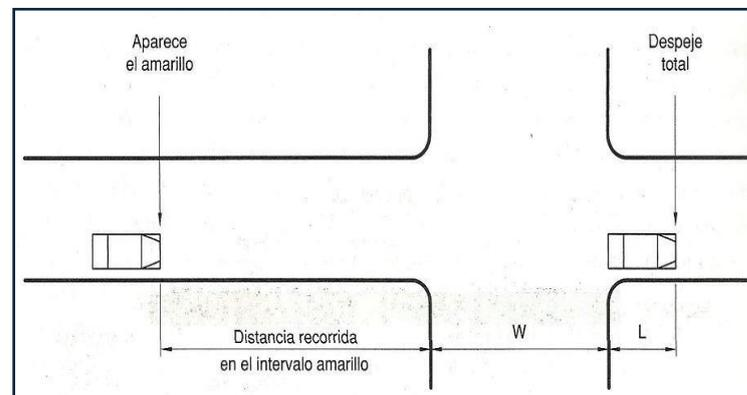 Aparece
el amarillo
Despeje
total
Distancia recorrida
en el intervalo amarillo
W
L